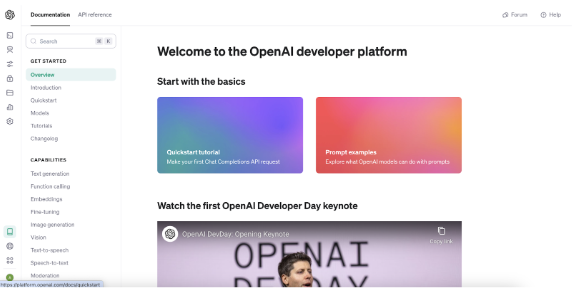 Documentation API reference
Forum Help
Search ⌘ K
GET STARTED
Overview
Introduction
Quickstart
Models
Tutorials
Changelog
CAPABILITIES
Text generation
Function calling
Embeddings
Fine-tuning
Image generation
Vision
Text-to-speech
Speech-to-text
Moderation
https://platform.openai.com/docs/quickstart
Welcome to the OpenAI developer platform
Start with the basics
Quickstart tutorial
Make your first Chat Completions API request
Prompt examples
Explore what OpenAI models can do with prompts
Watch the first OpenAI Developer Day keynote
OpenAI DevDay: Opening Keynote
Copy link
OPENAI
DEVDAY